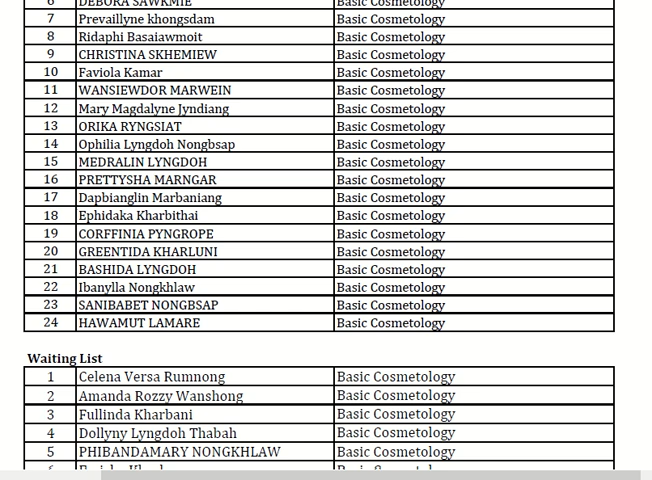 6 DEBORA SAWKMIE Basic Cosmetology
7 Prevaillyne khongsdam Basic Cosmetology
8 Ridaphi Basaiawmoit Basic Cosmetology
9 CHRISTINA SKHEMIEW Basic Cosmetology
10 Faviola Kamar Basic Cosmetology
11 WANSIEWDOR MARWEIN Basic Cosmetology
12 Mary Magdalyne Jyndiang Basic Cosmetology
13 ORIKA RYNGSIAT Basic Cosmetology
14 Ophilia Lyngdoh Nongbsap Basic Cosmetology
15 MEDRALIN LYNGDOH Basic Cosmetology
16 PRETTYSHA MARNGAR Basic Cosmetology
17 Dapbianglin Marbaniang Basic Cosmetology
18 Ephidaka Kharbithai Basic Cosmetology
19 CORFFINIA PYNGROPE Basic Cosmetology
20 GREENTIDA KHARLUNI Basic Cosmetology
21 BASHIDA LYNGDOH Basic Cosmetology
22 Ibanylla Nongkhlaw Basic Cosmetology
23 SANIBABET NONGBSAP Basic Cosmetology
24 HAWAMUT LAMARE Basic Cosmetology
Waiting List
1 Celena Versa Rumnong Basic Cosmetology
2 Amanda Rozzy Wanshong Basic Cosmetology
3 Fullinda Kharbani Basic Cosmetology
4 Dollyny Lyngdoh Thabah Basic Cosmetology
5 PHIBANDAMARY NONGKHLAW Basic Cosmetology